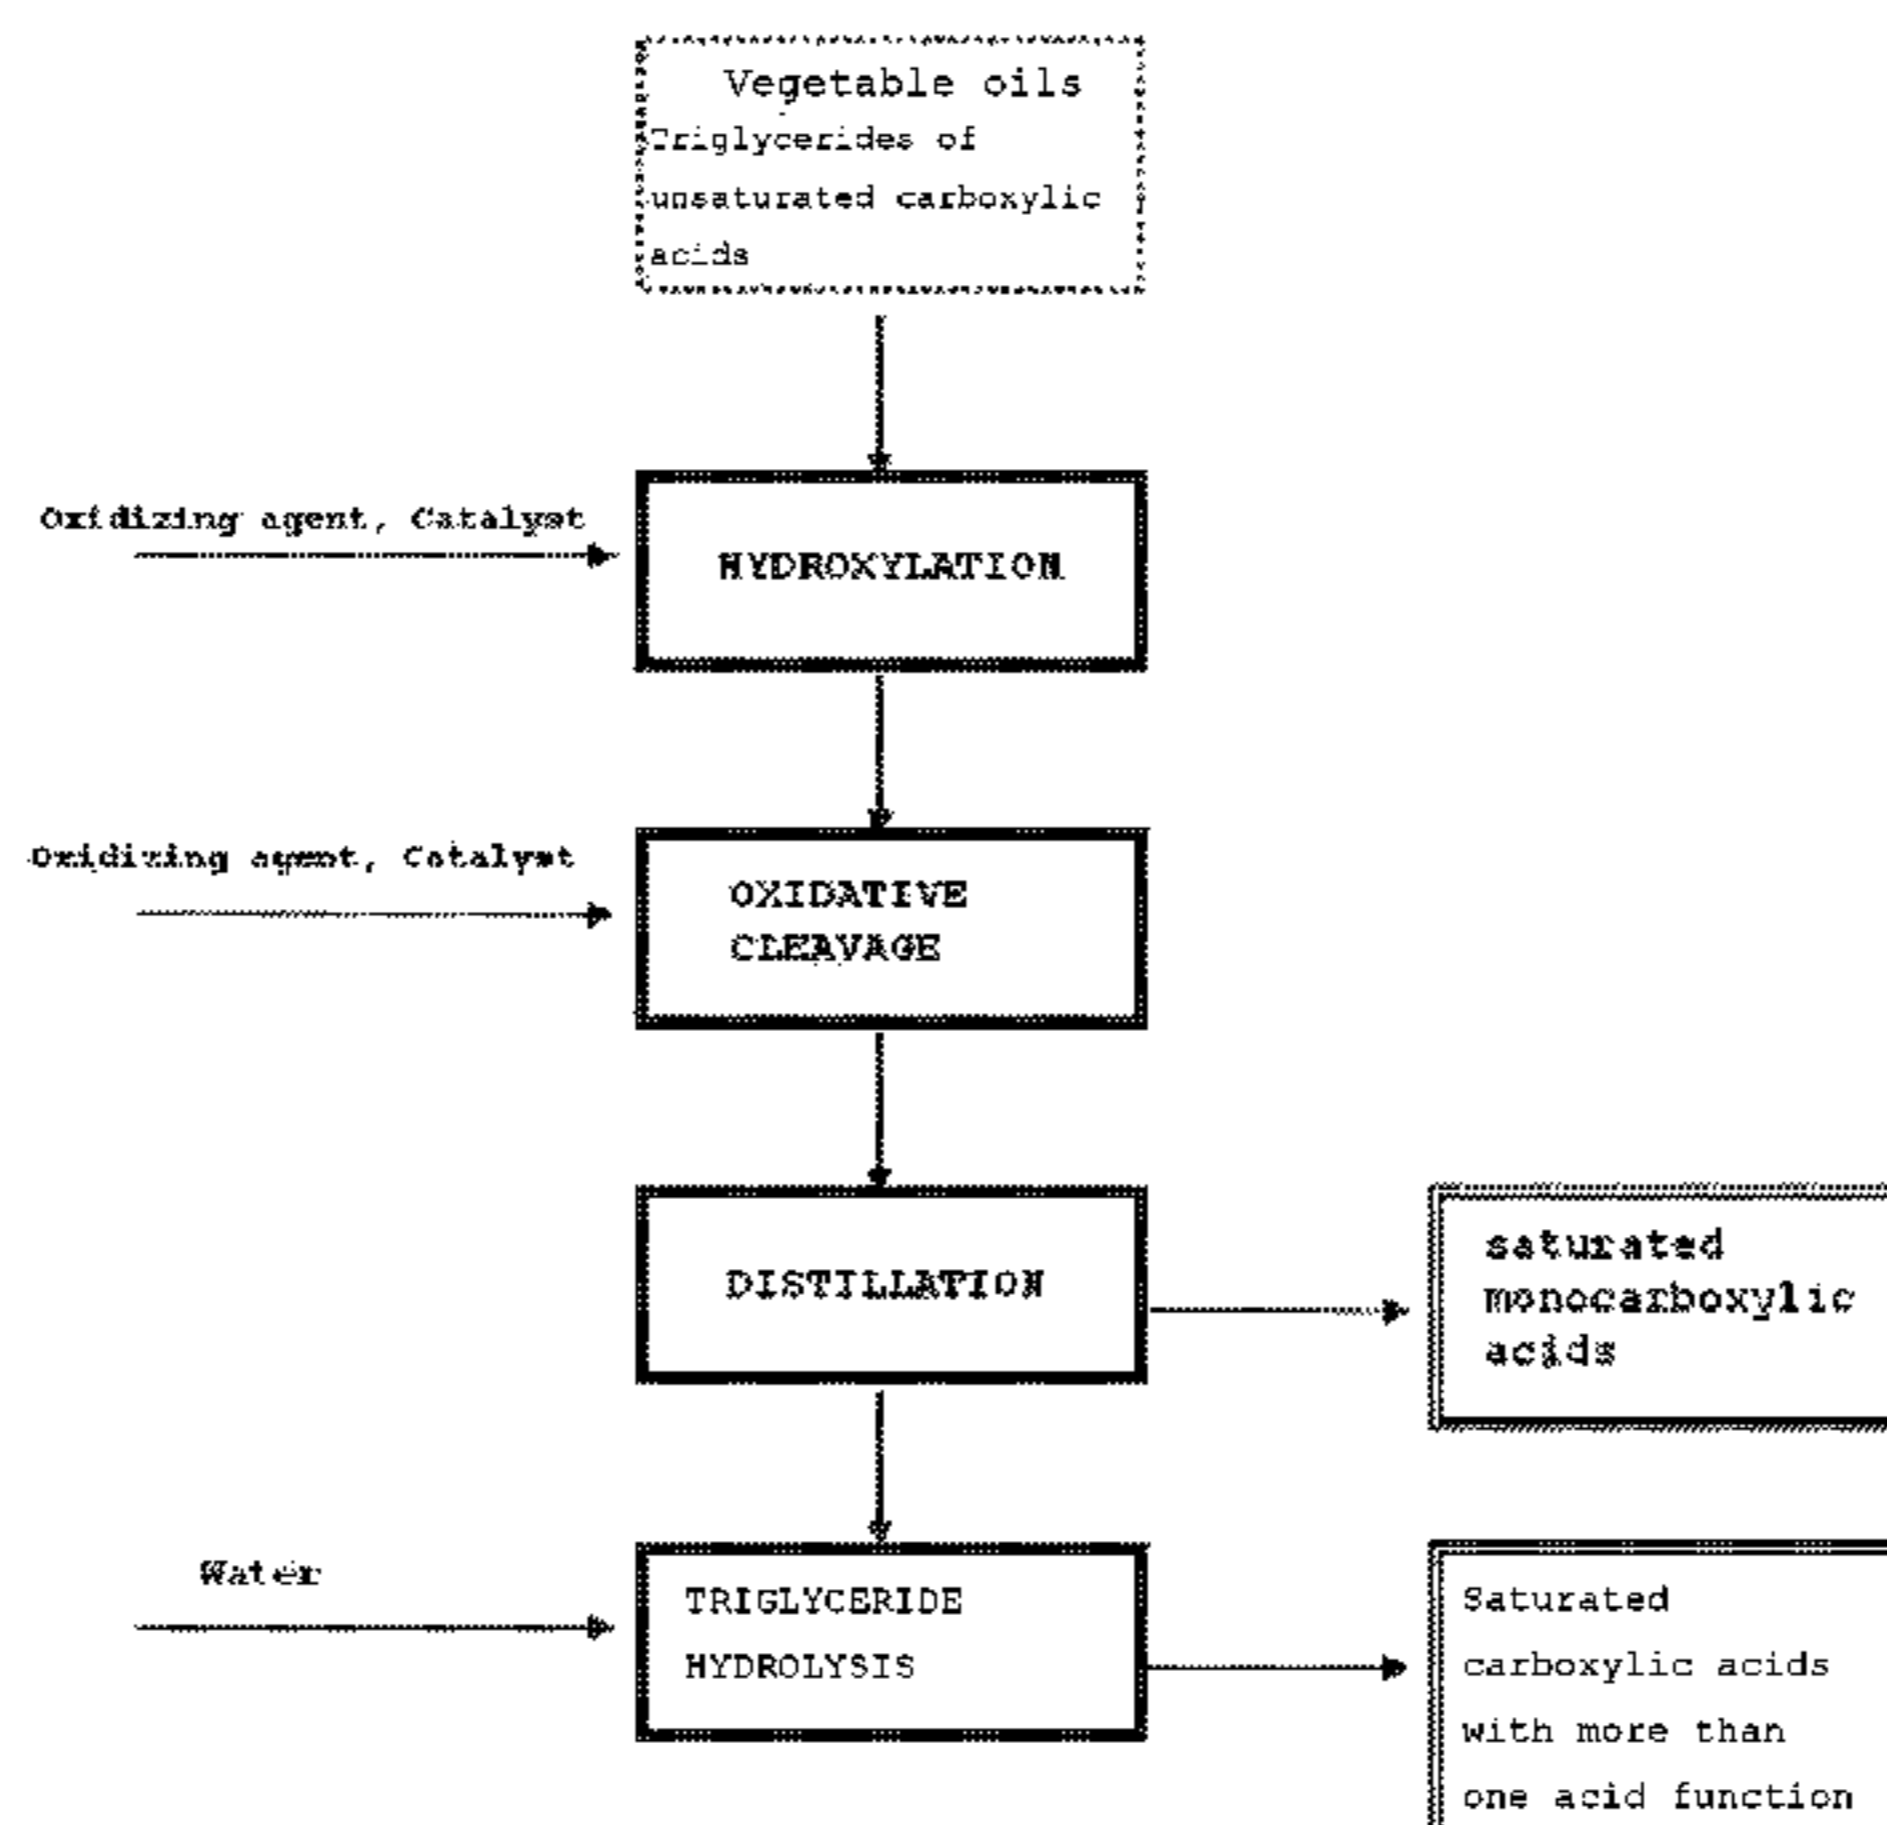 Vegetable oils
Triglycerides of
unsaturated carboxylic
acids
Oxidizing agent, Catalyst
HYDROXYLATION
Oxidizing agent, Catalyst
OXIDATIVE
CLEAVAGE
DISTILLATION
saturated
monocarboxylic
acids
Water
TRIGLYCERIDE
HYDROLYSIS
Saturated
carboxylic acids
with more than
one acid function